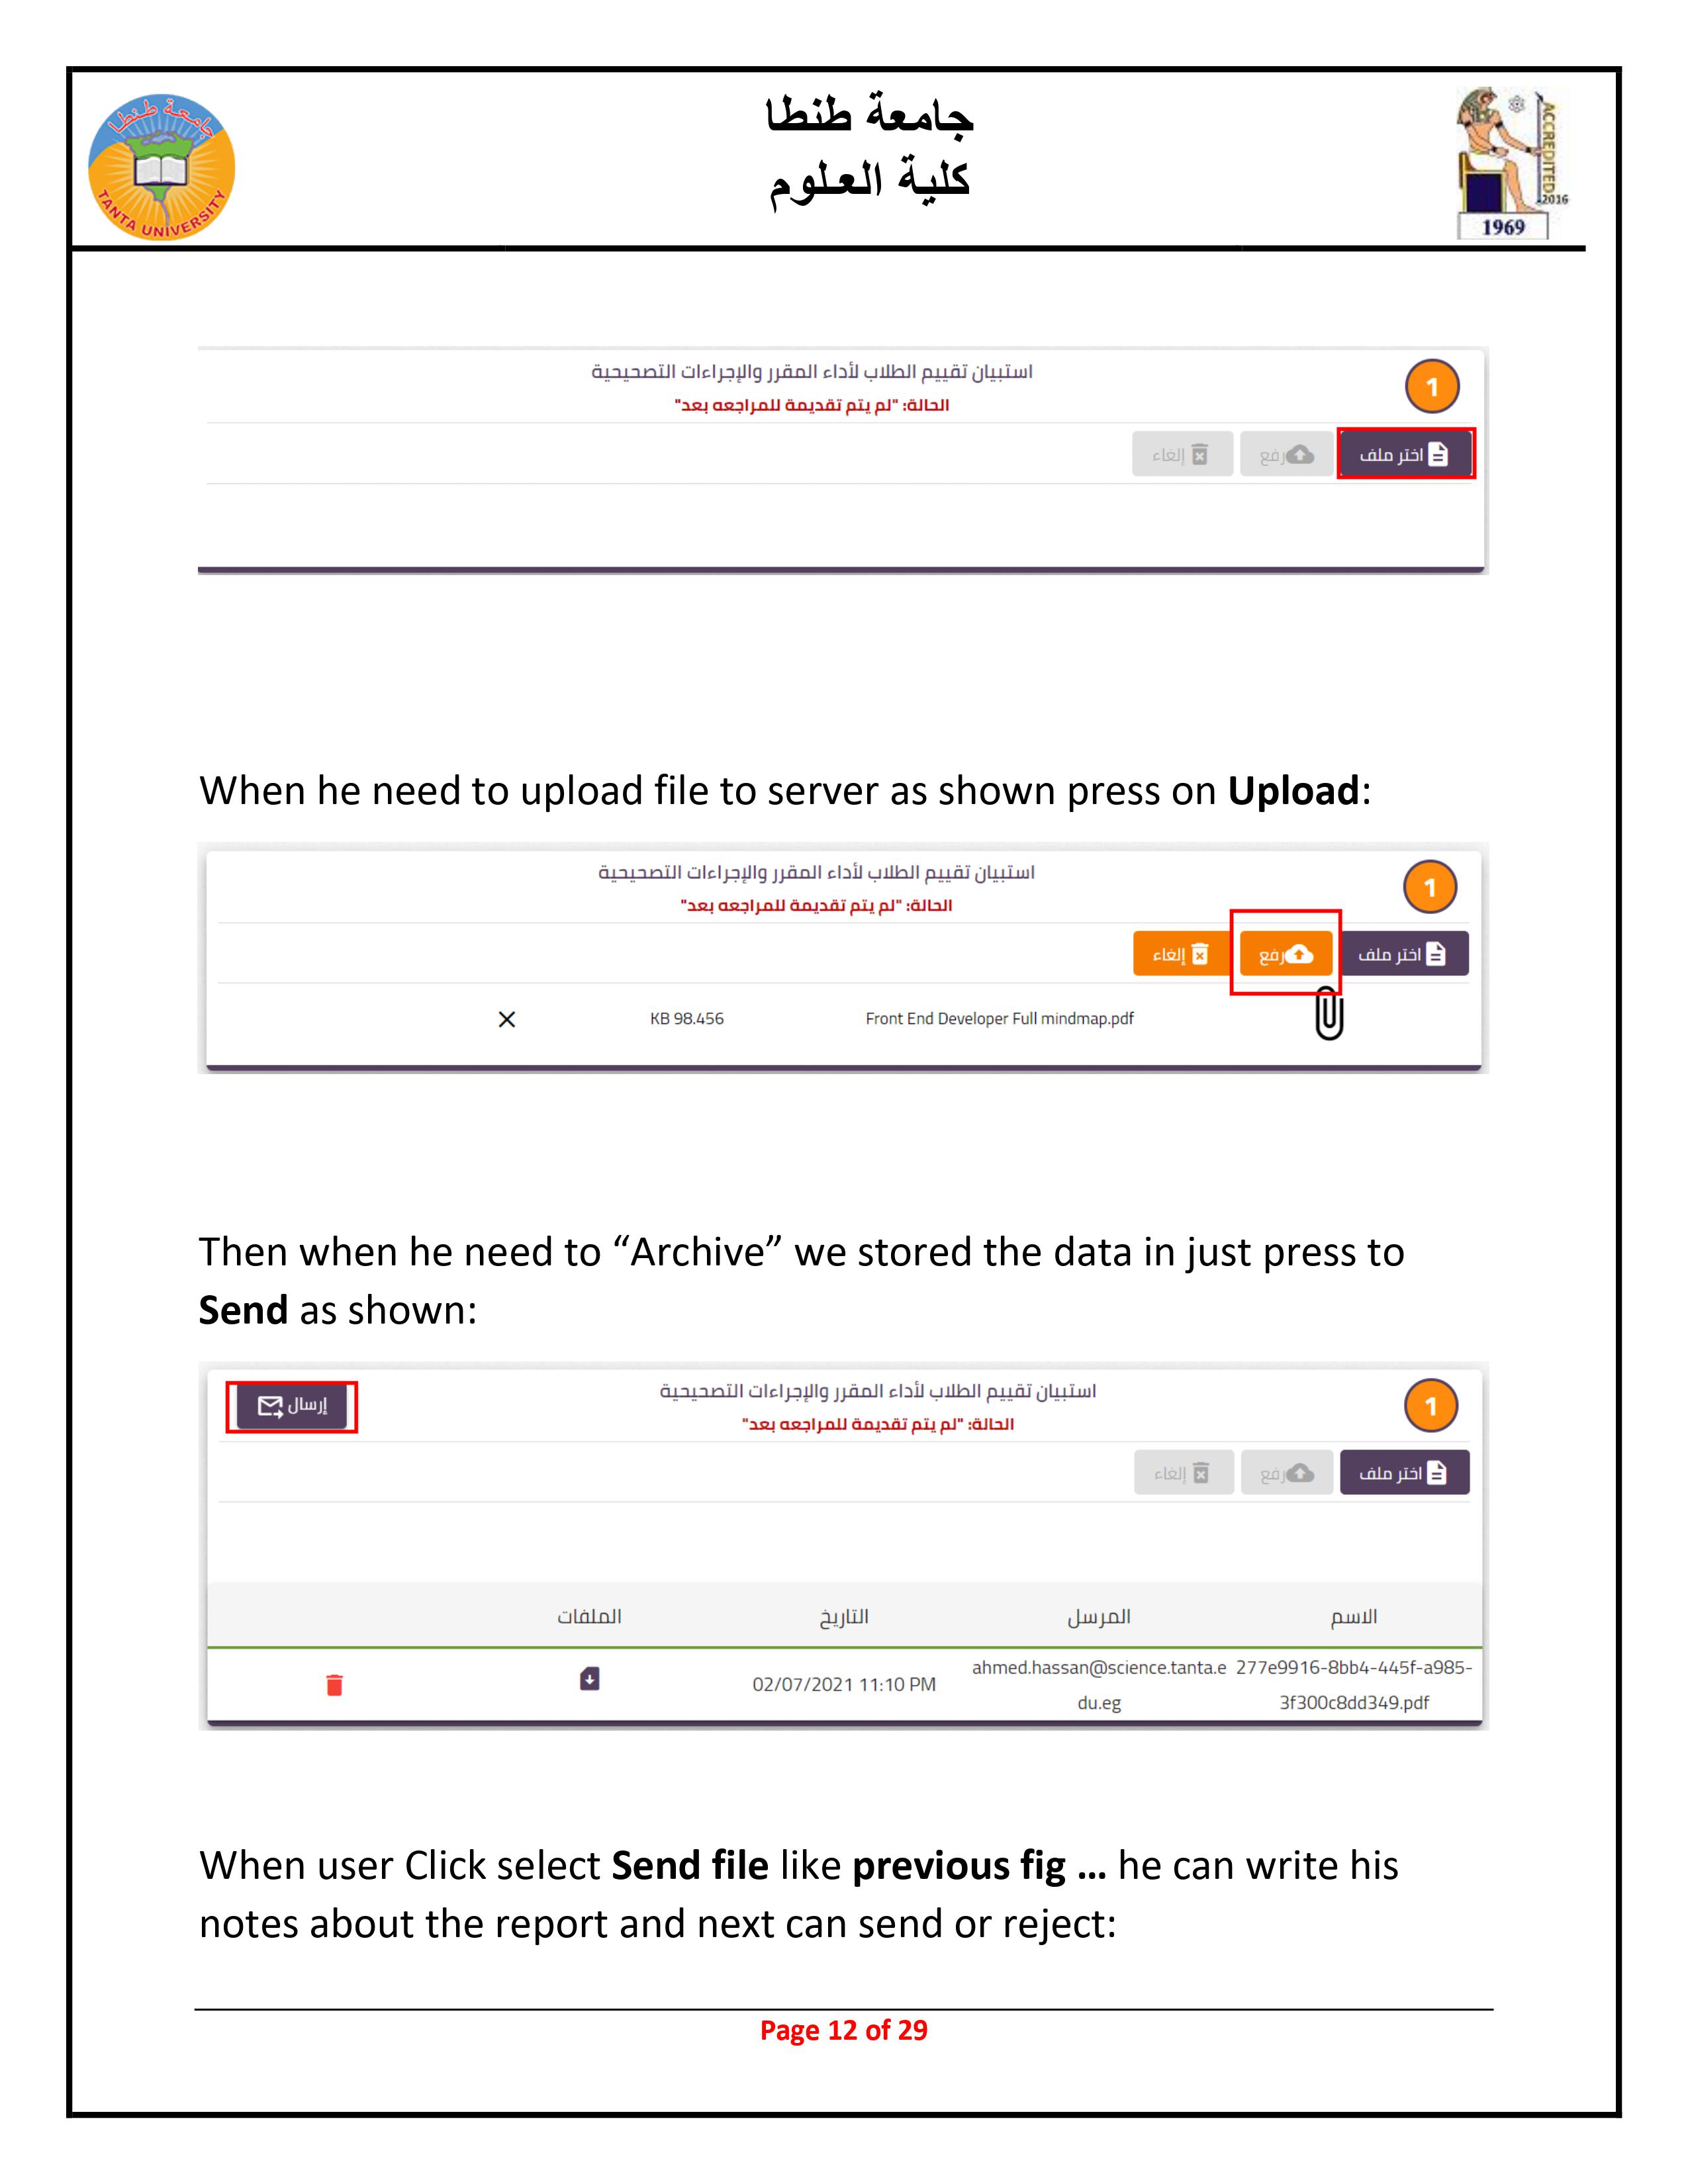 جامعة طنطا
TANTA UNIVERSITY
جامعة طنطا
كلية العلوم
ACCREDITED
2016
1969
استبيان تقييم الطلاب لأداء المقرر والإجراءات التصحيحية
1
الحالة: "لم يتم تقديمة للمراجعه بعد"
اختر ملف رفع إلغاء
When he need to upload file to server as shown press on Upload:
استبيان تقييم الطلاب لأداء المقرر والإجراءات التصحيحية
1
الحالة: "لم يتم تقديمة للمراجعه بعد"
اختر ملف رفع إلغاء
Front End Developer Full mindmap.pdf KB 98.456
Then when he need to “Archive” we stored the data in just press to
Send as shown:
استبيان تقييم الطلاب لأداء المقرر والإجراءات التصحيحية
1
إرسال
الحالة: "لم يتم تقديمة للمراجعه بعد"
اختر ملف رفع إلغاء
الاسم المرسل التاريخ الملفات
277e9916-8bb4-445f-a985-
3f300c8dd349.pdf
ahmed.hassan@science.tanta.e
du.eg
02/07/2021 11:10 PM
When user Click select Send file like previous fig … he can write his
notes about the report and next can send or reject:
Page 12 of 29